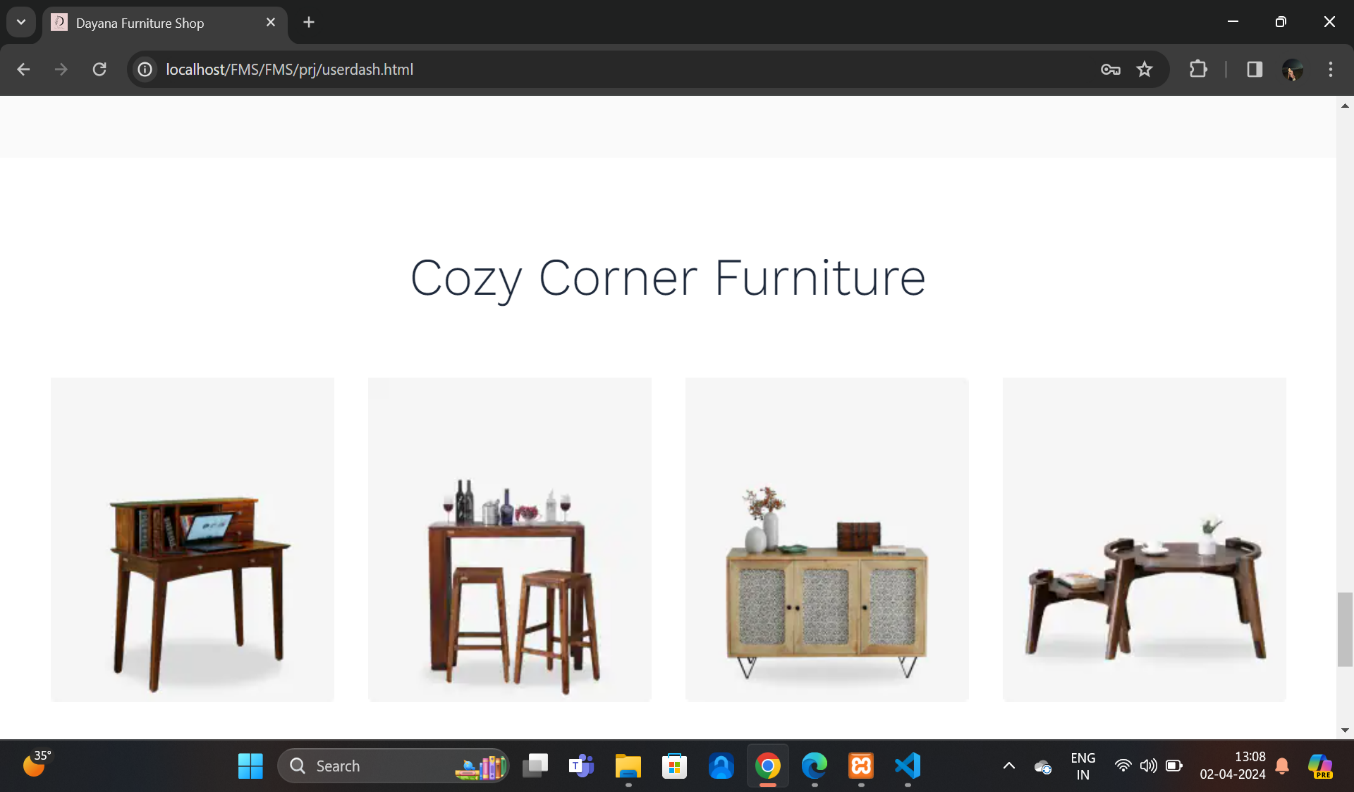 Dayana Furniture Shop
localhost/FMS/FMS/prj/userdash.html
Cozy Corner Furniture
35°
Search
ENG
IN
13:08
02-04-2024
PRE